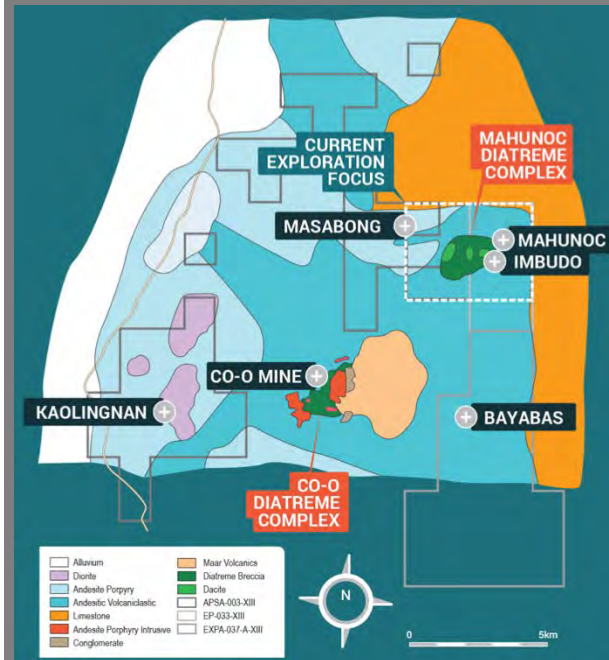 CURRENT
EXPLORATION
FOCUS
MAHUNOC
DIATREME
COMPLEX
MASABONG
MAHUNOC
IMBUDO
CO-O MINE
KAOLINGNAN
BAYABAS
CO-O
DIATREME
COMPLEX
Alluvium
Diorite
Andesite Porpyry
Andesitic Volcaniclastic
Limestone
Andesite Porphyry Intrusive
Conglomerate
Maar Volcanics
Diatreme Breccia
Dacite
APSA-003-XIII
EP-033-XIII
EXPA-037-A-XIII
N
0 5km